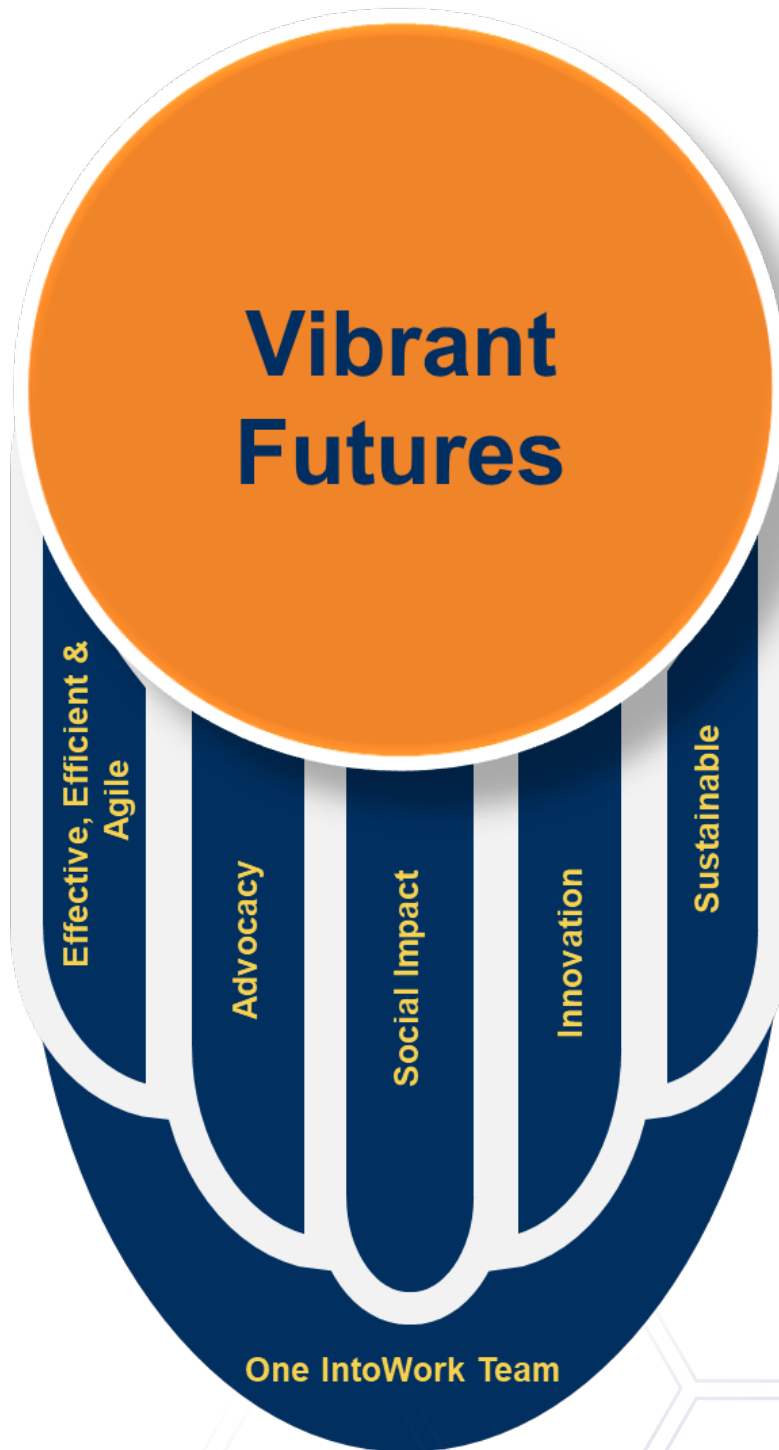 Vibrant
Futures
Effective, Efficient &
Agile
Advocacy
Social Impact
Innovation
Sustainable
One IntoWork Team